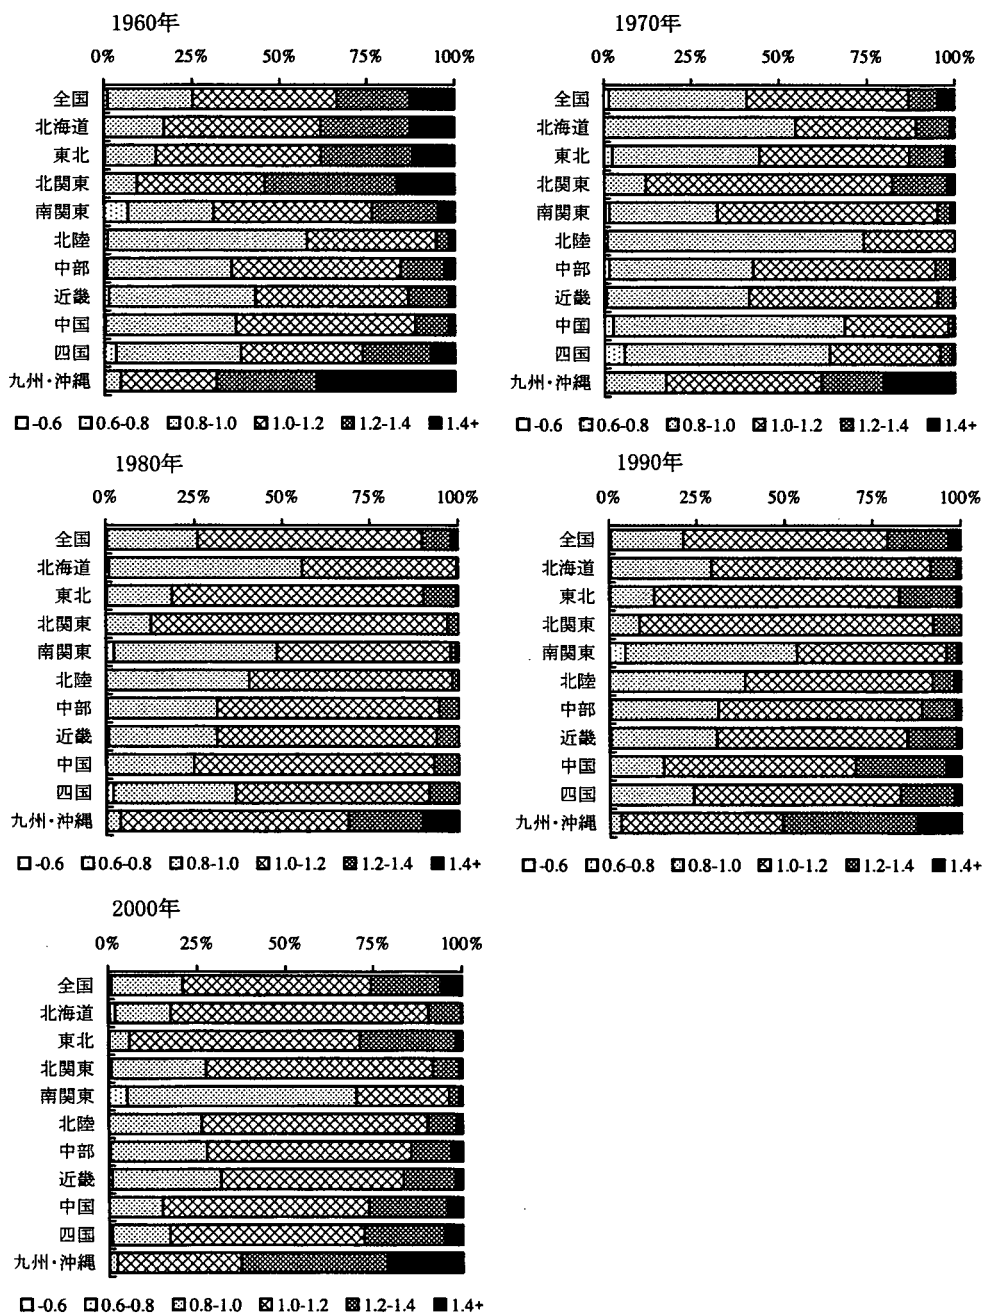 1960年
0% 25% 50% 75% 100%
全国
北海道
東北
北関東
南関東
北陸
中部
近畿
中国
四国
九州・沖縄
-0.6 0.6-0.8 0.8-1.0 1.0-1.2 1.2-1.4 1.4+
1970年
0% 25% 50% 75% 100%
全国
北海道
東北
北関東
南関東
北陸
中部
近畿
中国
四国
九州・沖縄
-0.6 0.6-0.8 0.8-1.0 1.0-1.2 1.2-1.4 1.4+
1980年
0% 25% 50% 75% 100%
全国
北海道
東北
北関東
南関東
北陸
中部
近畿
中国
四国
九州・沖縄
-0.6 0.6-0.8 0.8-1.0 1.0-1.2 1.2-1.4 1.4+
1990年
0% 25% 50% 75% 100%
全国
北海道
東北
北関東
南関東
北陸
中部
近畿
中国
四国
九州・沖縄
-0.6 0.6-0.8 0.8-1.0 1.0-1.2 1.2-1.4 1.4+
2000年
0% 25% 50% 75% 100%
全国
北海道
東北
北関東
南関東
北陸
中部
近畿
中国
四国
九州・沖縄
-0.6 0.6-0.8 0.8-1.0 1.0-1.2 1.2-1.4 1.4+